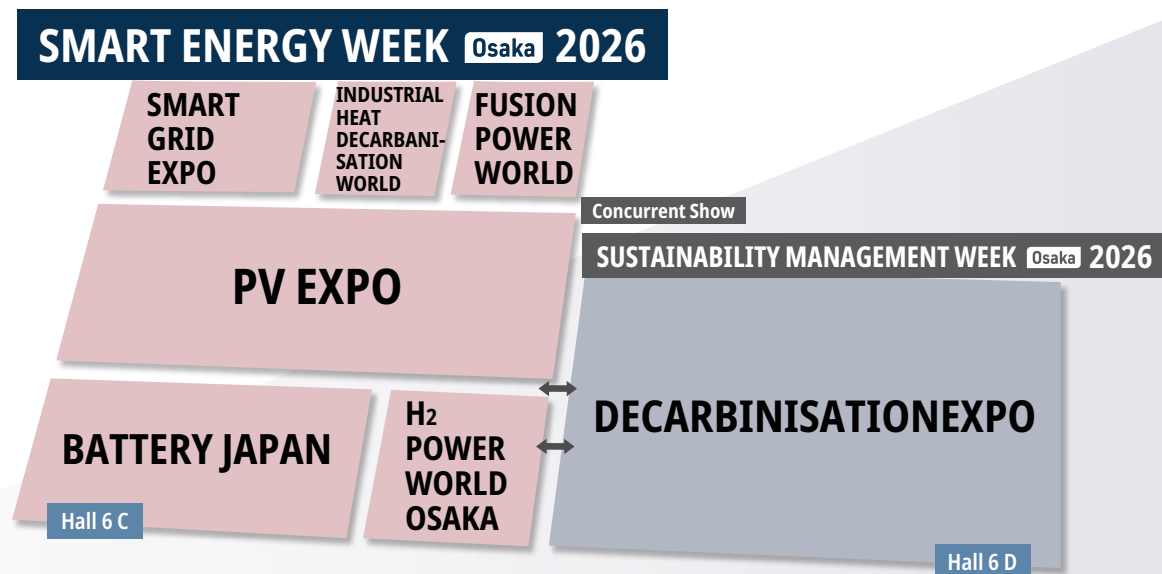 SMART ENERGY WEEK Osaka 2026
SMART
GRID
EXPO
INDUSTRIAL
HEAT
DECARBANI-
SATION
WORLD
FUSION
POWER
WORLD
Concurrent Show
SUSTAINABILITY MANAGEMENT WEEK Osaka 2026
PV EXPO
DECARBINISATIONEXPO
BATTERY JAPAN
H2
POWER
WORLD
OSAKA
Hall 6 C
Hall 6 D